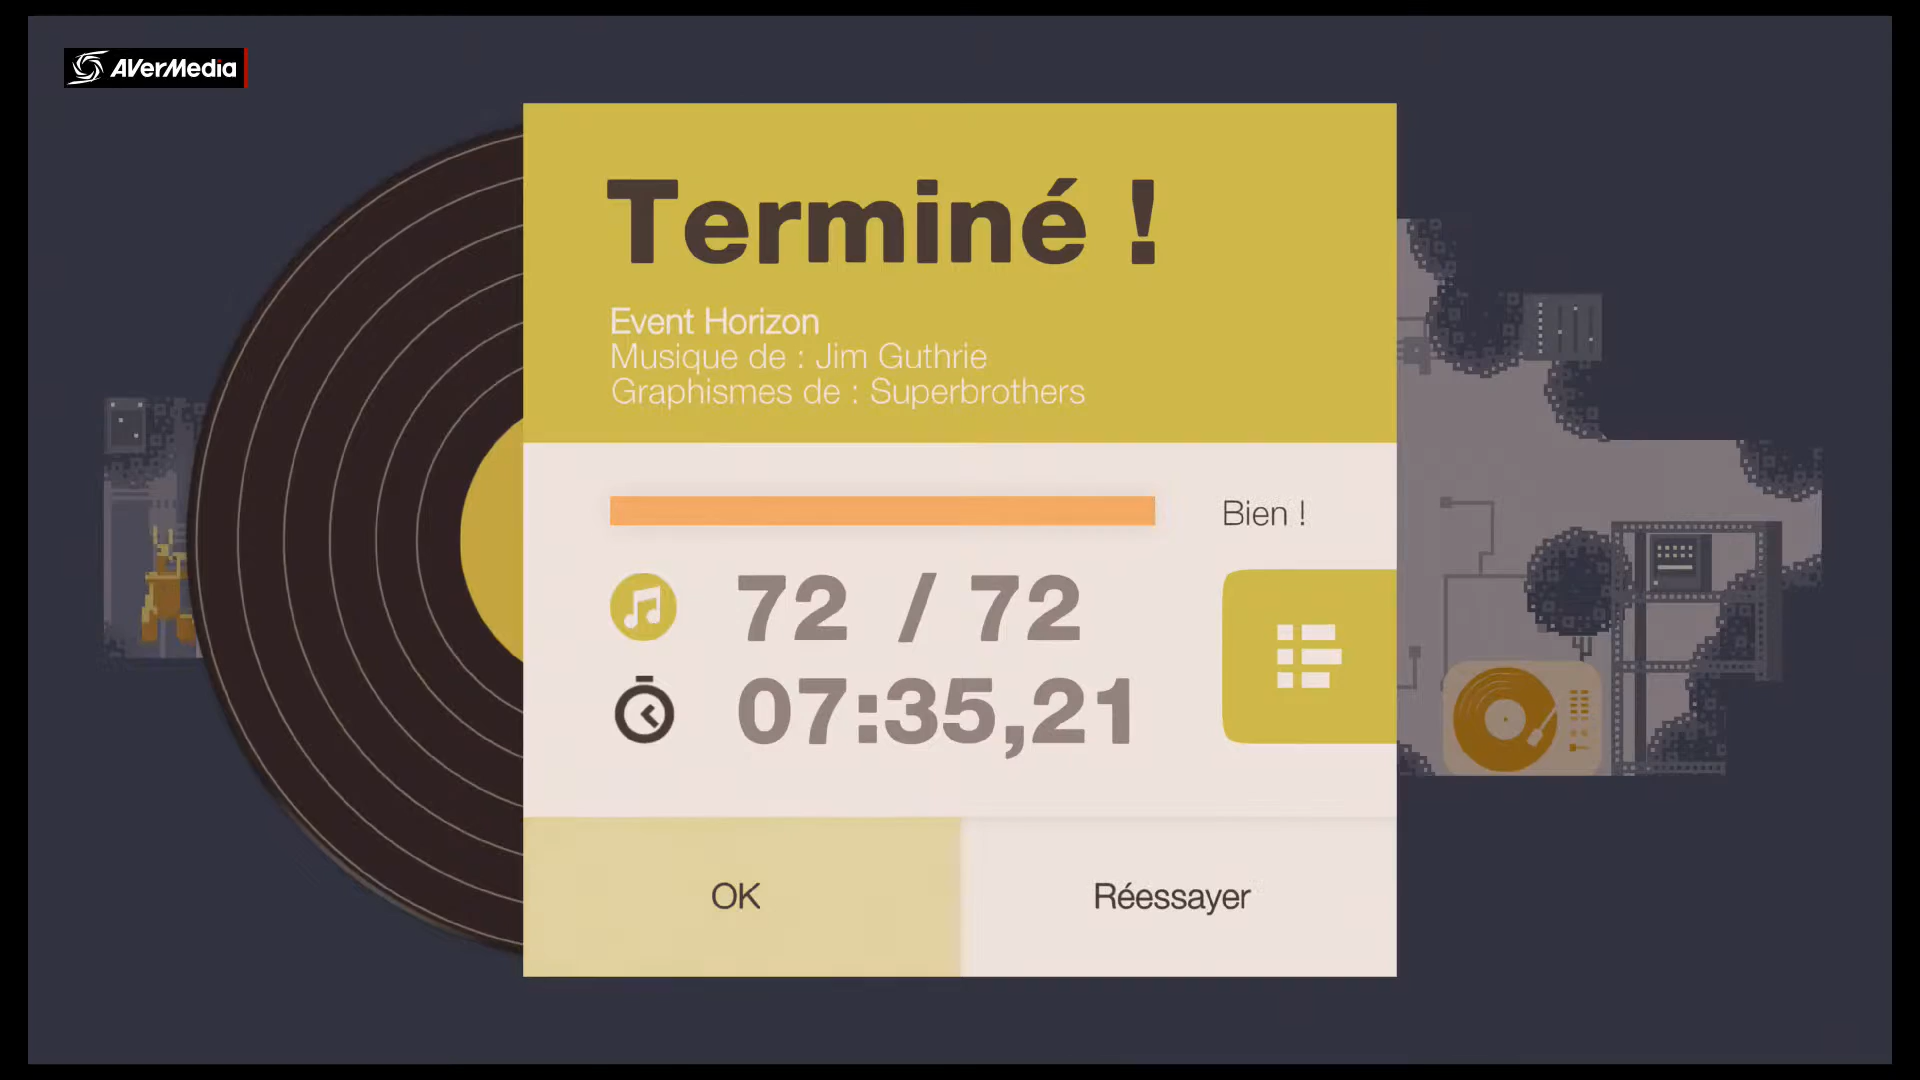 AVerMedia
Terminé !
Event Horizon
Musique de : Jim Guthrie
Graphismes de : Superbrothers
Bien !
72 / 72
07:35,21
OK
Réessayer